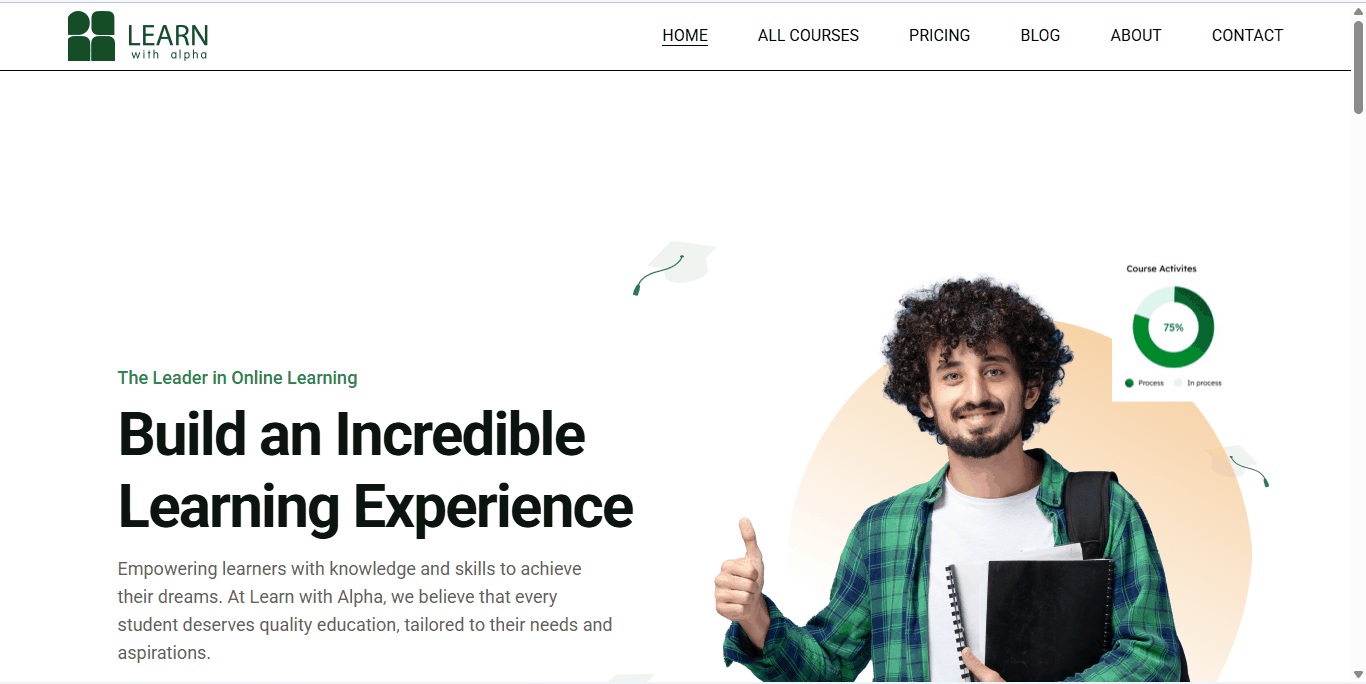 LEARN
with alpha
HOME
ALL COURSES
PRICING
BLOG
ABOUT
CONTACT
Course Activites
75%
Process
In process
The Leader in Online Learning
Build an Incredible
Learning Experience
Empowering learners with knowledge and skills to achieve
their dreams. At Learn with Alpha, we believe that every
student deserves quality education, tailored to their needs and
aspirations.